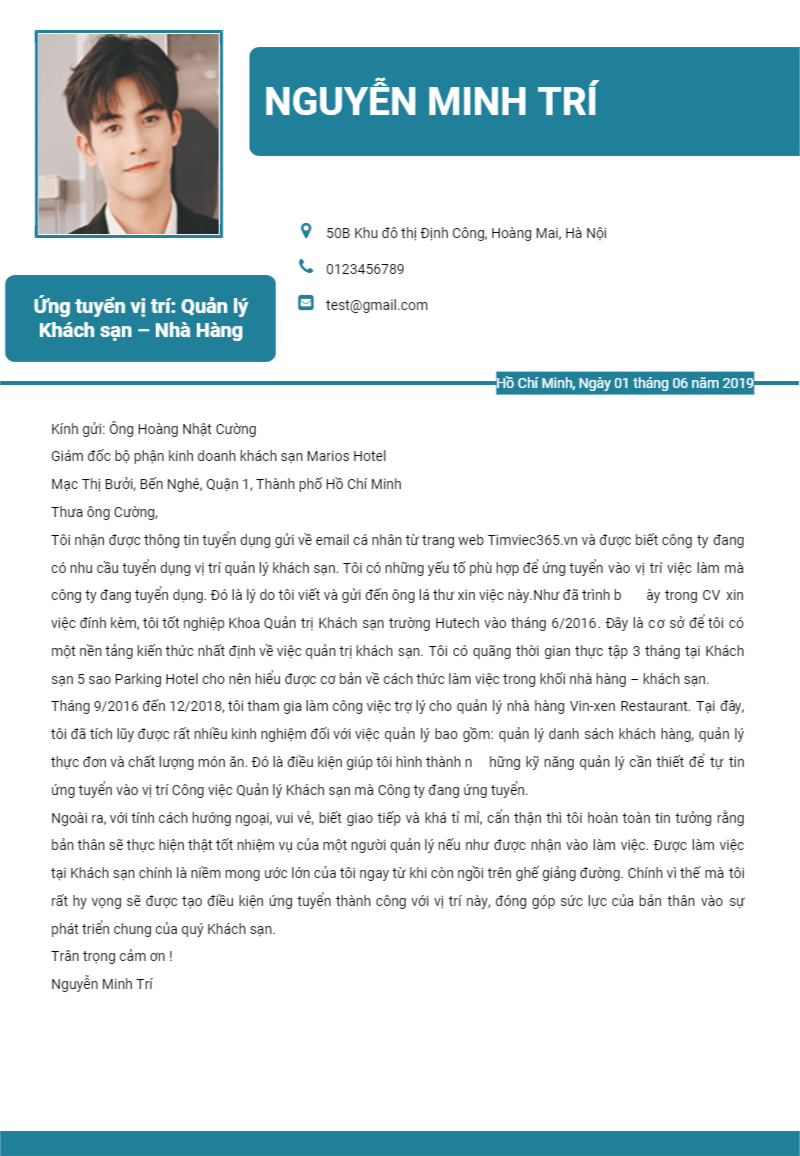 NGUYỄN MINH TRÍ
50B Khu đô thị Định Công, Hoàng Mai, Hà Nội
0123456789
test@gmail.com
Ứng tuyển vị trí: Quản lý
Khách sạn – Nhà Hàng
Hồ Chí Minh, Ngày 01 tháng 06 năm 2019
Kính gửi: Ông Hoàng Nhật Cường
Giám đốc bộ phận kinh doanh khách sạn Marios Hotel
Mạc Thị Bưởi, Bến Nghé, Quận 1, Thành phố Hồ Chí Minh
Thưa ông Cường,
Tôi nhận được thông tin tuyển dụng gửi về email cá nhân từ trang web Timviec365.vn và được biết công ty đang
có nhu cầu tuyển dụng vị trí quản lý khách sạn. Tôi có những yếu tố phù hợp để ứng tuyển vào vị trí việc làm mà
công ty đang tuyển dụng. Đó là lý do tôi viết và gửi đến ông lá thư xin việc này.Như đã trình b ày trong CV xin
việc đính kèm, tôi tốt nghiệp Khoa Quản trị Khách sạn trường Hutech vào tháng 6/2016. Đây là cơ sở để tôi có
một nền tảng kiến thức nhất định về việc quản trị khách sạn. Tôi có quãng thời gian thực tập 3 tháng tại Khách
sạn 5 sao Parking Hotel cho nên hiểu được cơ bản về cách thức làm việc trong khối nhà hàng – khách sạn.
Tháng 9/2016 đến 12/2018, tôi tham gia làm công việc trợ lý cho quản lý nhà hàng Vin-xen Restaurant. Tại đây,
tôi đã tích lũy được rất nhiều kinh nghiệm đối với việc quản lý bao gồm: quản lý danh sách khách hàng, quản lý
thực đơn và chất lượng món ăn. Đó là điều kiện giúp tôi hình thành n hững kỹ năng quản lý cần thiết để tự tin
ứng tuyển vào vị trí Công việc Quản lý Khách sạn mà Công ty đang ứng tuyển.
Ngoài ra, với tính cách hướng ngoại, vui vẻ, biết giao tiếp và khá tỉ mỉ, cẩn thận thì tôi hoàn toàn tin tưởng rằng
bản thân sẽ thực hiện thật tốt nhiệm vụ của một người quản lý nếu như được nhận vào làm việc. Được làm việc
tại Khách sạn chính là niềm mong ước lớn của tôi ngay từ khi còn ngồi trên ghế giảng đường. Chính vì thế mà tôi
rất hy vọng sẽ được tạo điều kiện ứng tuyển thành công với vị trí này, đóng góp sức lực của bản thân vào sự
phát triển chung của quý Khách sạn.
Trân trọng cảm ơn !
Nguyễn Minh Trí